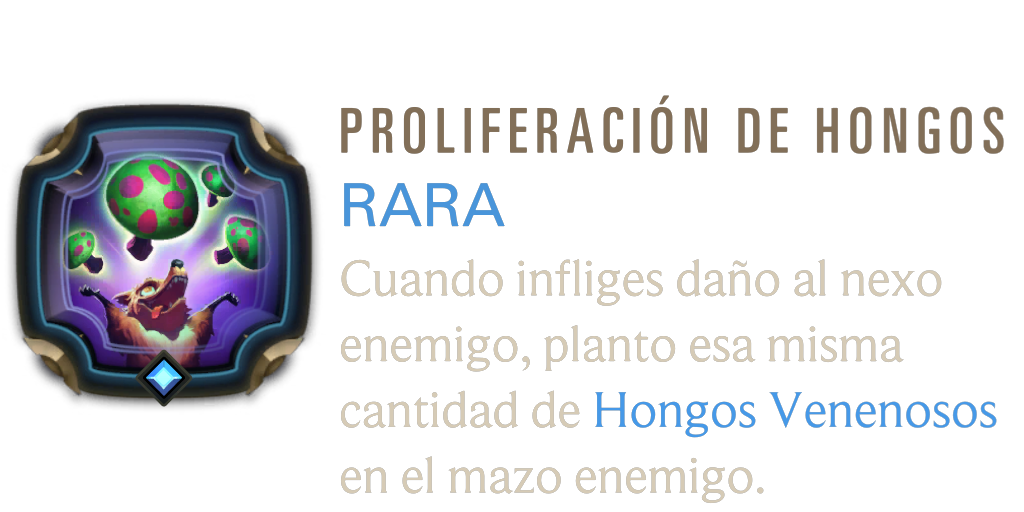 PROLIFERACIÓN DE HONGOS
RARA
Cuando infliges daño al nexo
enemigo, planto esa misma
cantidad de Hongos Venenosos
en el mazo enemigo.